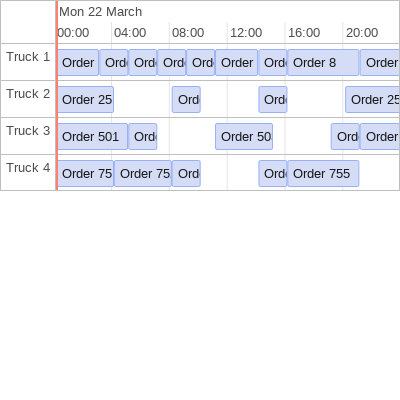 Mon 22 March
00:00 04:00 08:00 12:00 16:00 20:00
Truck 1 Order Ord Ord Ord Ord Order Ord Order 8 Order
Truck 2 Order 25 Ord Ord Order 25
Truck 3 Order 501 Ord Order 50 Ord Order
Truck 4 Order 75 Order 75 Ord Ord Order 755